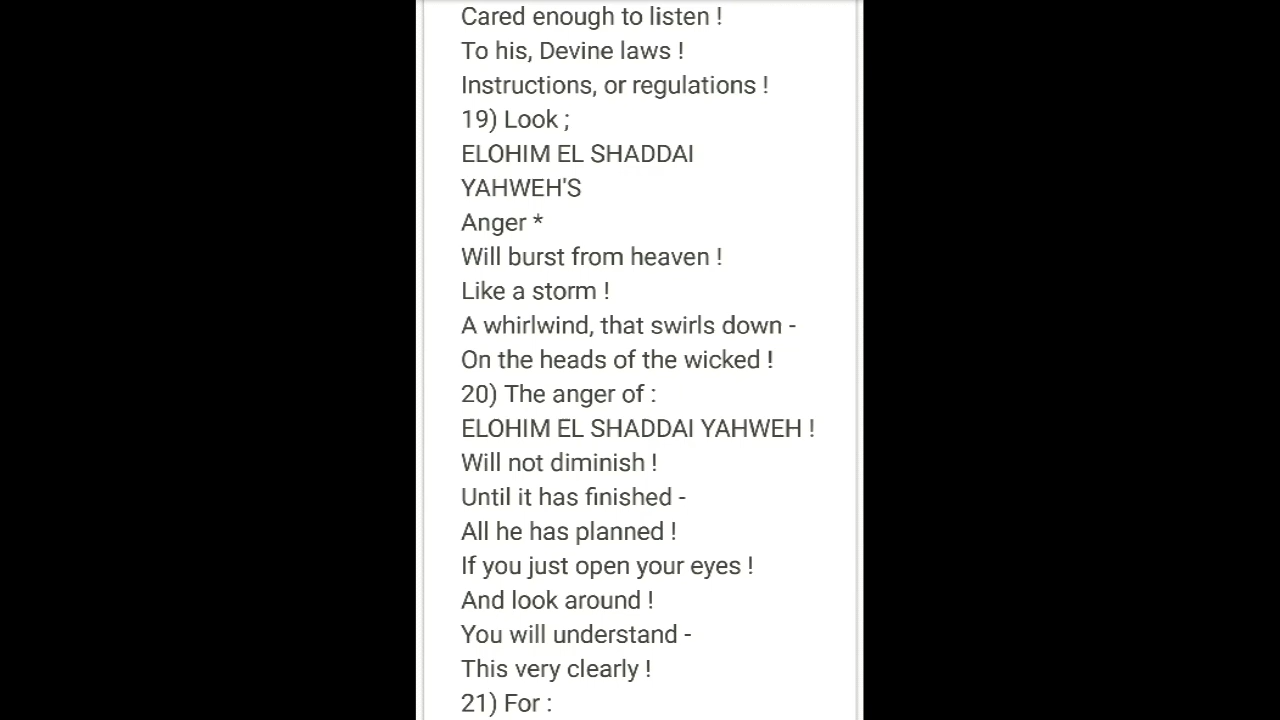 Cared enough to listen !
To his, Devine laws !
Instructions, or regulations !
19) Look ;
ELOHIM EL SHADDAI
YAHWEH'S
Anger *
Will burst from heaven !
Like a storm !
A whirlwind, that swirls down -
On the heads of the wicked !
20) The anger of :
ELOHIM EL SHADDAI YAHWEH !
Will not diminish !
Until it has finished -
All he has planned !
If you just open your eyes !
And look around !
You will understand -
This very clearly !
21) For :